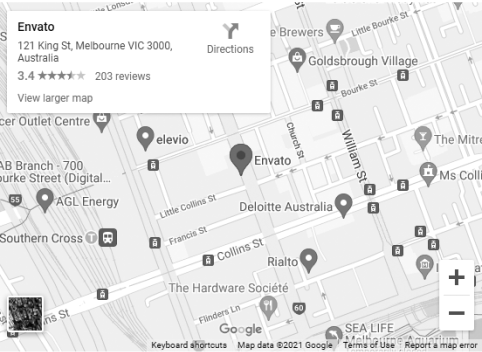 Envato
121 King St, Melbourne VIC 3000,
Australia
3.4 203 reviews
View larger map
Directions
Brewers
Goldsbrough Village
Bourke St
cer Outlet Centre
elevio
Church St
William St
The Mitre
AB Branch - 700
ourke Street (Digital...
Envato
Ms Colli
55
AGL Energy
Little Collins St
Deloitte Australia
Southern Cross
Francis St
Collins St
Rialto
The Hardware Société
Flinders Ln
60
Google
SEA LIFE
Melbourne Aquarium
Keyboard shortcuts Map data ©2021 Google Terms of Use Report a map error